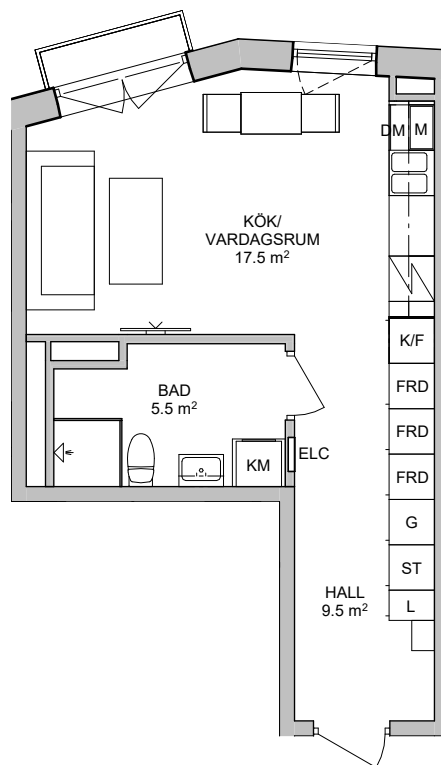 DM M
KÖK/
VARDAGSRUM
17.5 m²
K/F
FRD
BAD
5.5 m²
FRD
ELC
KM
FRD
G
ST
HALL
9.5 m²
L